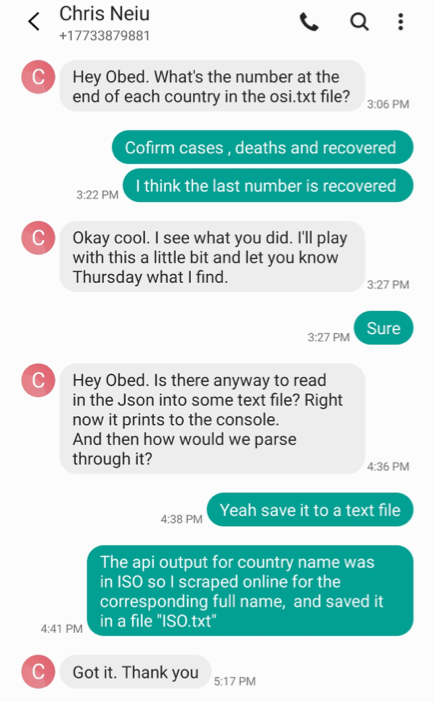 Chris Neiu
+17733879881
C
Hey Obed. What's the number at the
end of each country in the osi.txt file?
3:06 PM
Cofirm cases , deaths and recovered
I think the last number is recovered
3:22 PM
C
Okay cool. I see what you did. I'll play
with this a little bit and let you know
Thursday what I find.
3:27 PM
Sure
3:27 PM
C
Hey Obed. Is there anyway to read
in the Json into some text file? Right
now it prints to the console.
And then how would we parse
through it?
4:36 PM
Yeah save it to a text file
4:38 PM
The api output for country name was
in ISO so I scraped online for the
corresponding full name,  and saved it
in a file "ISO.txt"
4:41 PM
C
Got it. Thank you
5:17 PM